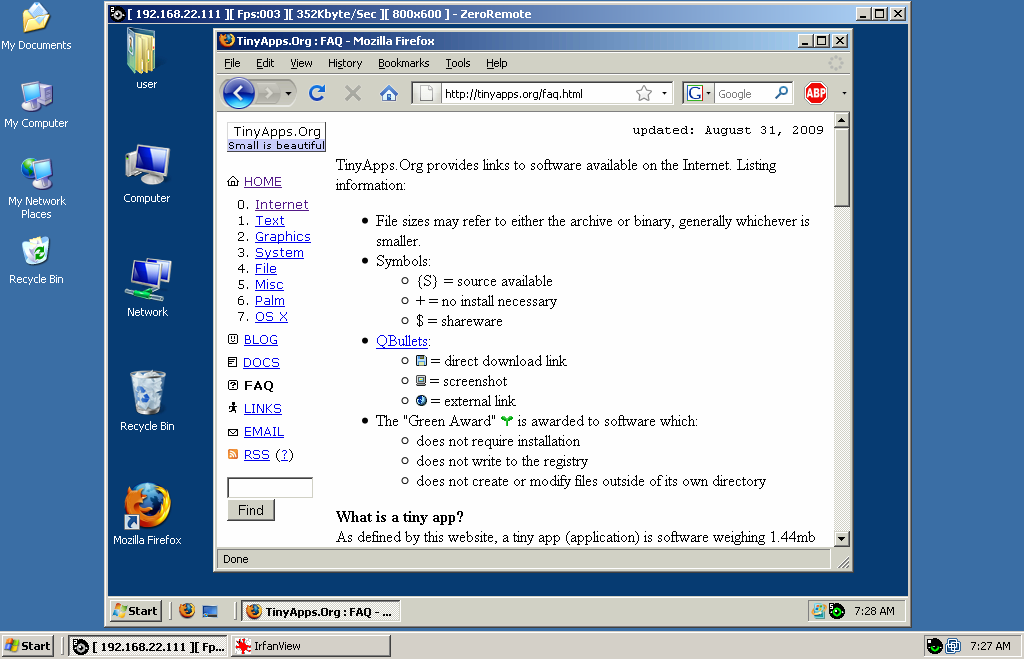 My Documents
My Computer
My Network
Places
Recycle Bin
[ 192.168.22.111 ][ Fps:003 ][ 352Kbyte/Sec ][ 800x600 ] - ZeroRemote
user
Computer
Network
Recycle Bin
Mozilla Firefox
TinyApps.Org : FAQ - Mozilla Firefox
File Edit View History Bookmarks Tools Help
http://tinyapps.org/faq.html
G Google
ABP
TinyApps.Org
Small is beautiful
HOME
0. Internet
1. Text
2. Graphics
3. System
4. File
5. Misc
6. Palm
7. OS X
BLOG
DOCS
FAQ
LINKS
EMAIL
RSS (?)
Find
updated: August 31, 2009
TinyApps.Org provides links to software available on the Internet. Listing
information:
File sizes may refer to either the archive or binary, generally whichever is
smaller.
Symbols:
{S} = source available
+ = no install necessary
$ = shareware
QBullets:
= direct download link
= screenshot
= external link
The "Green Award" is awarded to software which:
does not require installation
does not write to the registry
does not create or modify files outside of its own directory
What is a tiny app?
As defined by this website, a tiny app (application) is software weighing 1.44mb
Done
Start
TinyApps.Org : FAQ - ...
7:28 AM
Start
[ 192.168.22.111 ][ Fp...
IrfanView
7:27 AM